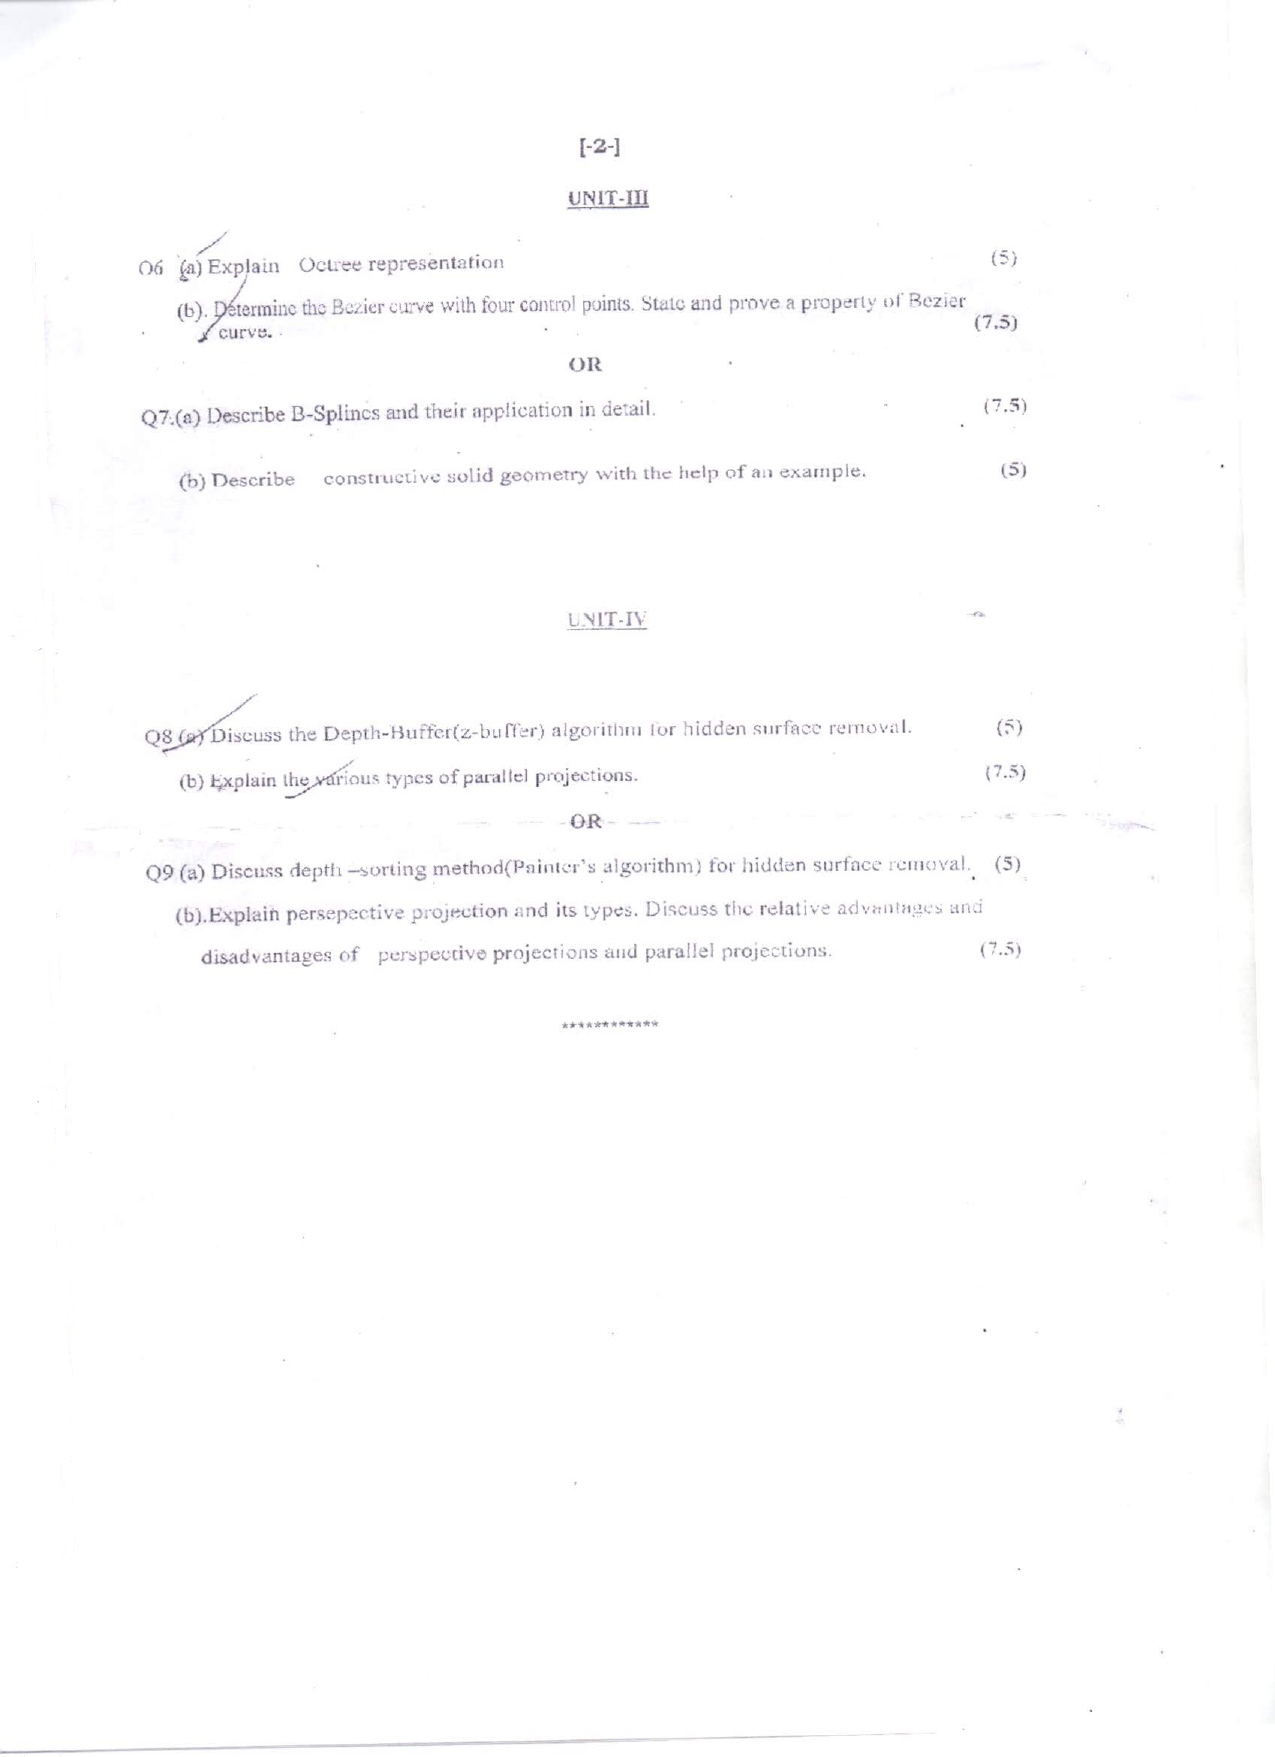 [-2-]
UNIT-III
Q6 (a) Explain Octree representation (5)
(b). Determine the Bezier curve with four control points. State and prove a property of Bezier
curve. (7.5)
OR
Q7.(a) Describe B-Splines and their application in detail. (7.5)
(b) Describe constructive solid geometry with the help of an example. (5)
UNIT-IV
Q8 (a) Discuss the Depth-Buffer(z-buffer) algorithm for hidden surface removal. (5)
(b) Explain the various types of parallel projections. (7.5)
OR
Q9 (a) Discuss depth –sorting method(Painter's algorithm) for hidden surface removal. (5)
(b).Explain persepective projection and its types. Discuss the relative advantages and
disadvantages of perspective projections and parallel projections. (7.5)
************